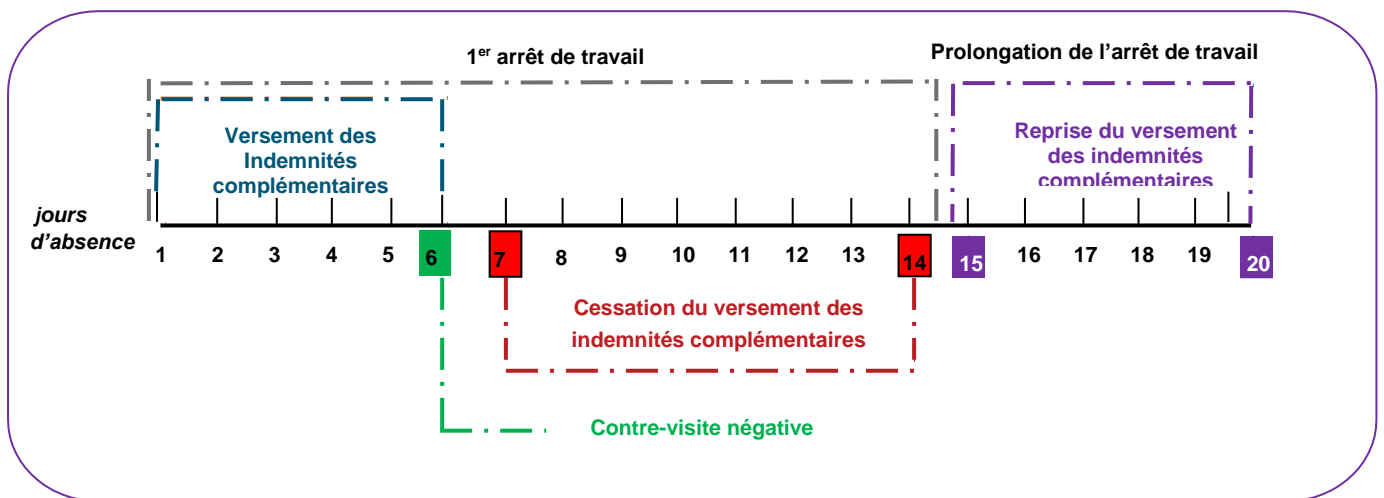 1er arrêt de travail
Prolongation de l'arrêt de travail
Versement des
Indemnités
complémentaires
Reprise du versement
des indemnités
complémentaires
jours
d'absence
1 2 3 4 5 6 7 8 9 10 11 12 13 14 15 16 17 18 19 20
Cessation du versement des
indemnités complémentaires
Contre-visite négative